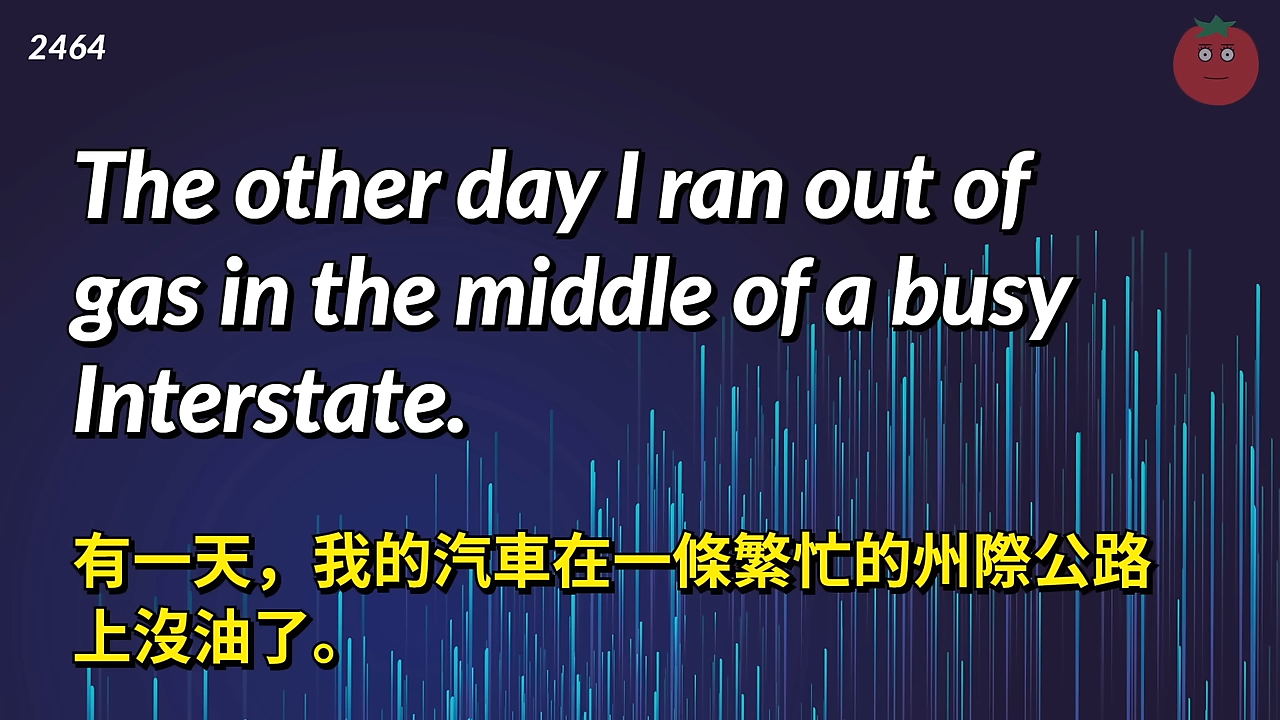 2464
The other day I ran out of
gas in the middle of a busy
Interstate.
有一天，我的汽車在一條繁忙的州際公路
上沒油了。